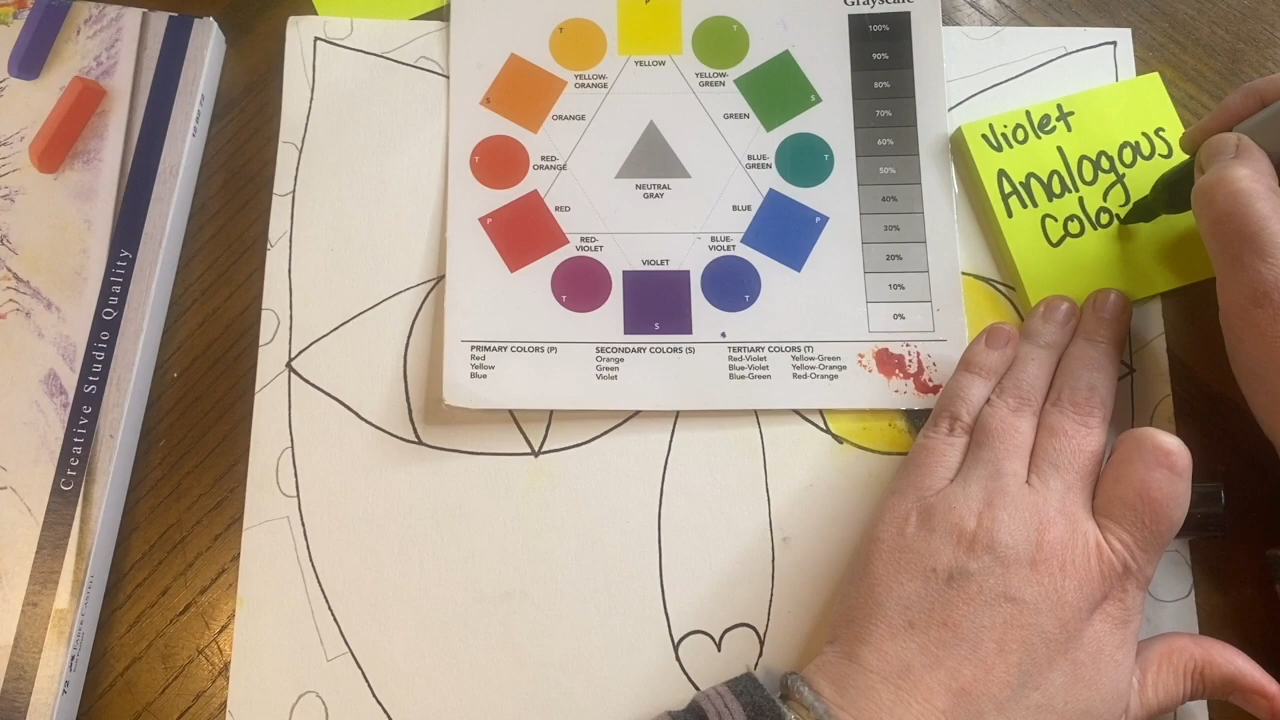 Grayscale
P
YELLOW
T
YELLOW-
ORANGE
T
YELLOW-
GREEN
S
ORANGE
S
GREEN
T
RED-
ORANGE
T
BLUE-
GREEN
P
RED
P
BLUE
T
RED-
VIOLET
T
BLUE-
VIOLET
VIOLET
S
NEUTRAL
GRAY
100%
90%
80%
70%
60%
50%
40%
30%
20%
10%
0%
PRIMARY COLORS (P)
Red
Yellow
Blue
SECONDARY COLORS (S)
Orange
Green
Violet
TERTIARY COLORS (T)
Red-Violet Yellow-Green
Blue-Violet Yellow-Orange
Blue-Green Red-Orange
Violet
Analogous
Colo
Creative Studio Quality
72